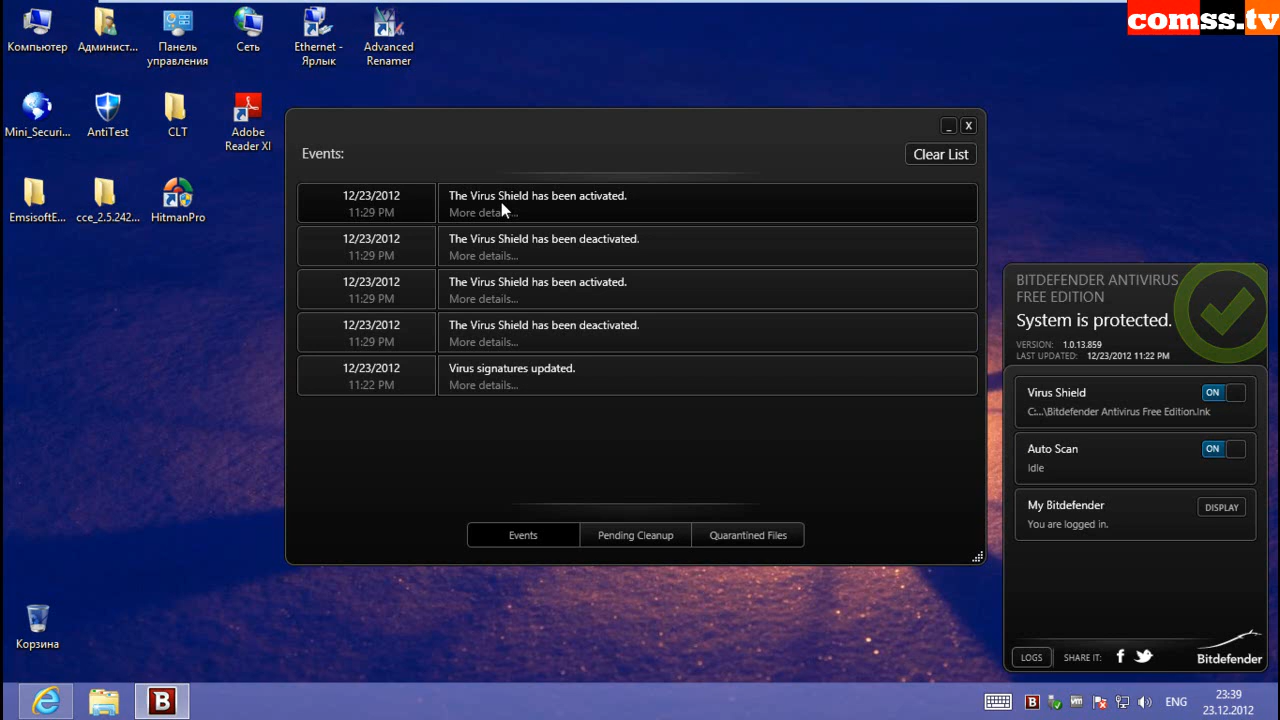 comss.tv
Компьютер
Админист...
Панель
управления
Сеть
Ethernet -
Ярлык
Advanced
Renamer
Mini_Securi...
AntiTest
CLT
Adobe
Reader XI
EmsisoftE...
cce_2.5.242...
HitmanPro
Корзина
_ X
Events:
Clear List
12/23/2012
11:29 PM
The Virus Shield has been activated.
More details...
12/23/2012
11:29 PM
The Virus Shield has been deactivated.
More details...
12/23/2012
11:29 PM
The Virus Shield has been activated.
More details...
12/23/2012
11:29 PM
The Virus Shield has been deactivated.
More details...
12/23/2012
11:22 PM
Virus signatures updated.
More details...
Events
Pending Cleanup
Quarantined Files
BITDEFENDER ANTIVIRUS
FREE EDITION
System is protected.
VERSION: 1.0.13.859
LAST UPDATED: 12/23/2012 11:22 PM
Virus Shield
ON
C:...\Bitdefender Antivirus Free Edition.lnk
Auto Scan
ON
Idle
My Bitdefender
DISPLAY
You are logged in.
LOGS
SHARE IT:
Bitdefender
B
B
ENG
23:39
23.12.2012